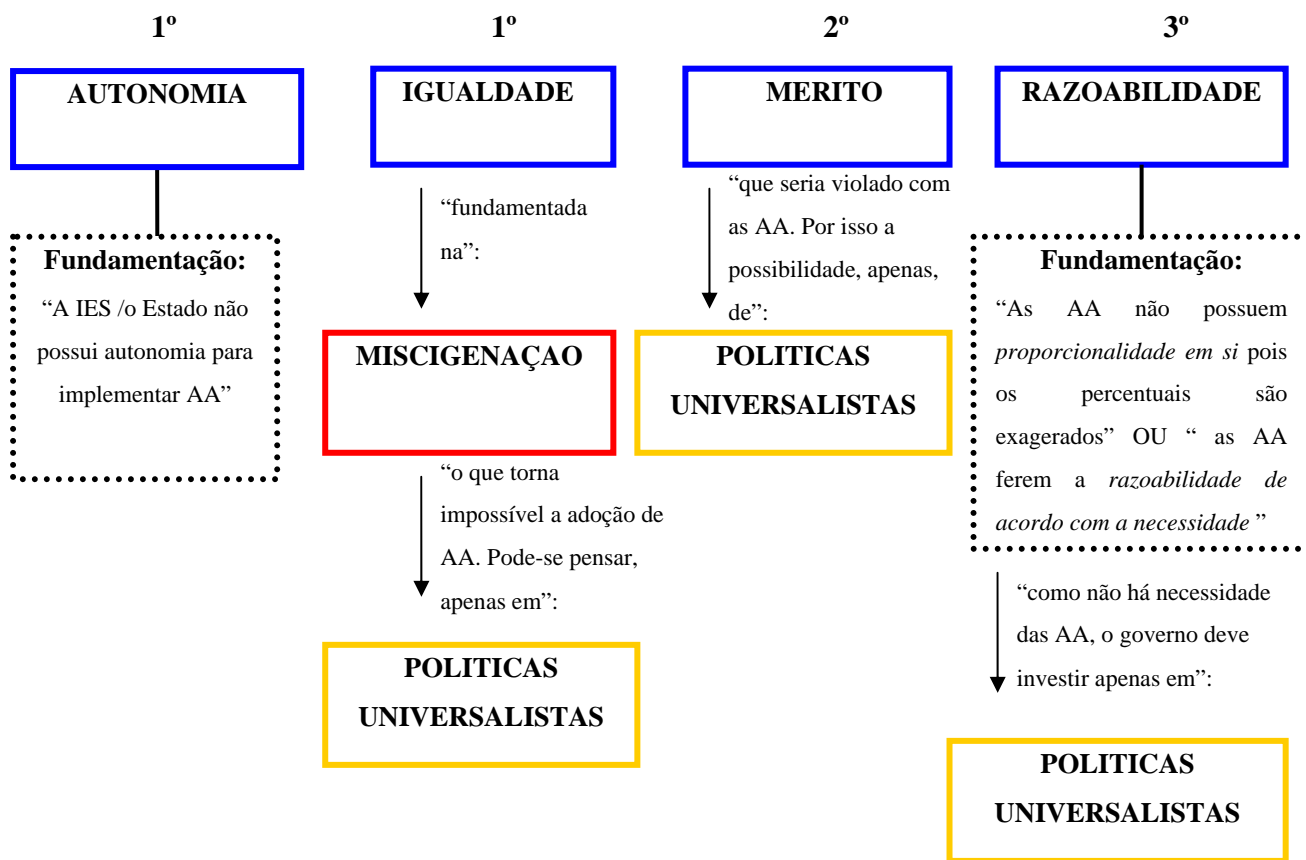 1º
1º
2º
3º
AUTONOMIA
Fundamentação:
“A IES /o Estado não
possui autonomia para
implementar AA”
IGUALDADE
“fundamentada
na”:
MISCIGENAÇAO
“o que torna
impossível a adoção de
AA. Pode-se pensar,
apenas em”:
POLITICAS
UNIVERSALISTAS
MERITO
“que seria violado com
as AA. Por isso a
possibilidade, apenas,
de”:
POLITICAS
UNIVERSALISTAS
RAZOABILIDADE
Fundamentação:
“As AA não possuem
proporcionalidade em si pois
os percentuais são
exagerados” OU “ as AA
ferem a razoabilidade de
acordo com a necessidade ”
“como não há necessidade
das AA, o governo deve
investir apenas em”:
POLITICAS
UNIVERSALISTAS